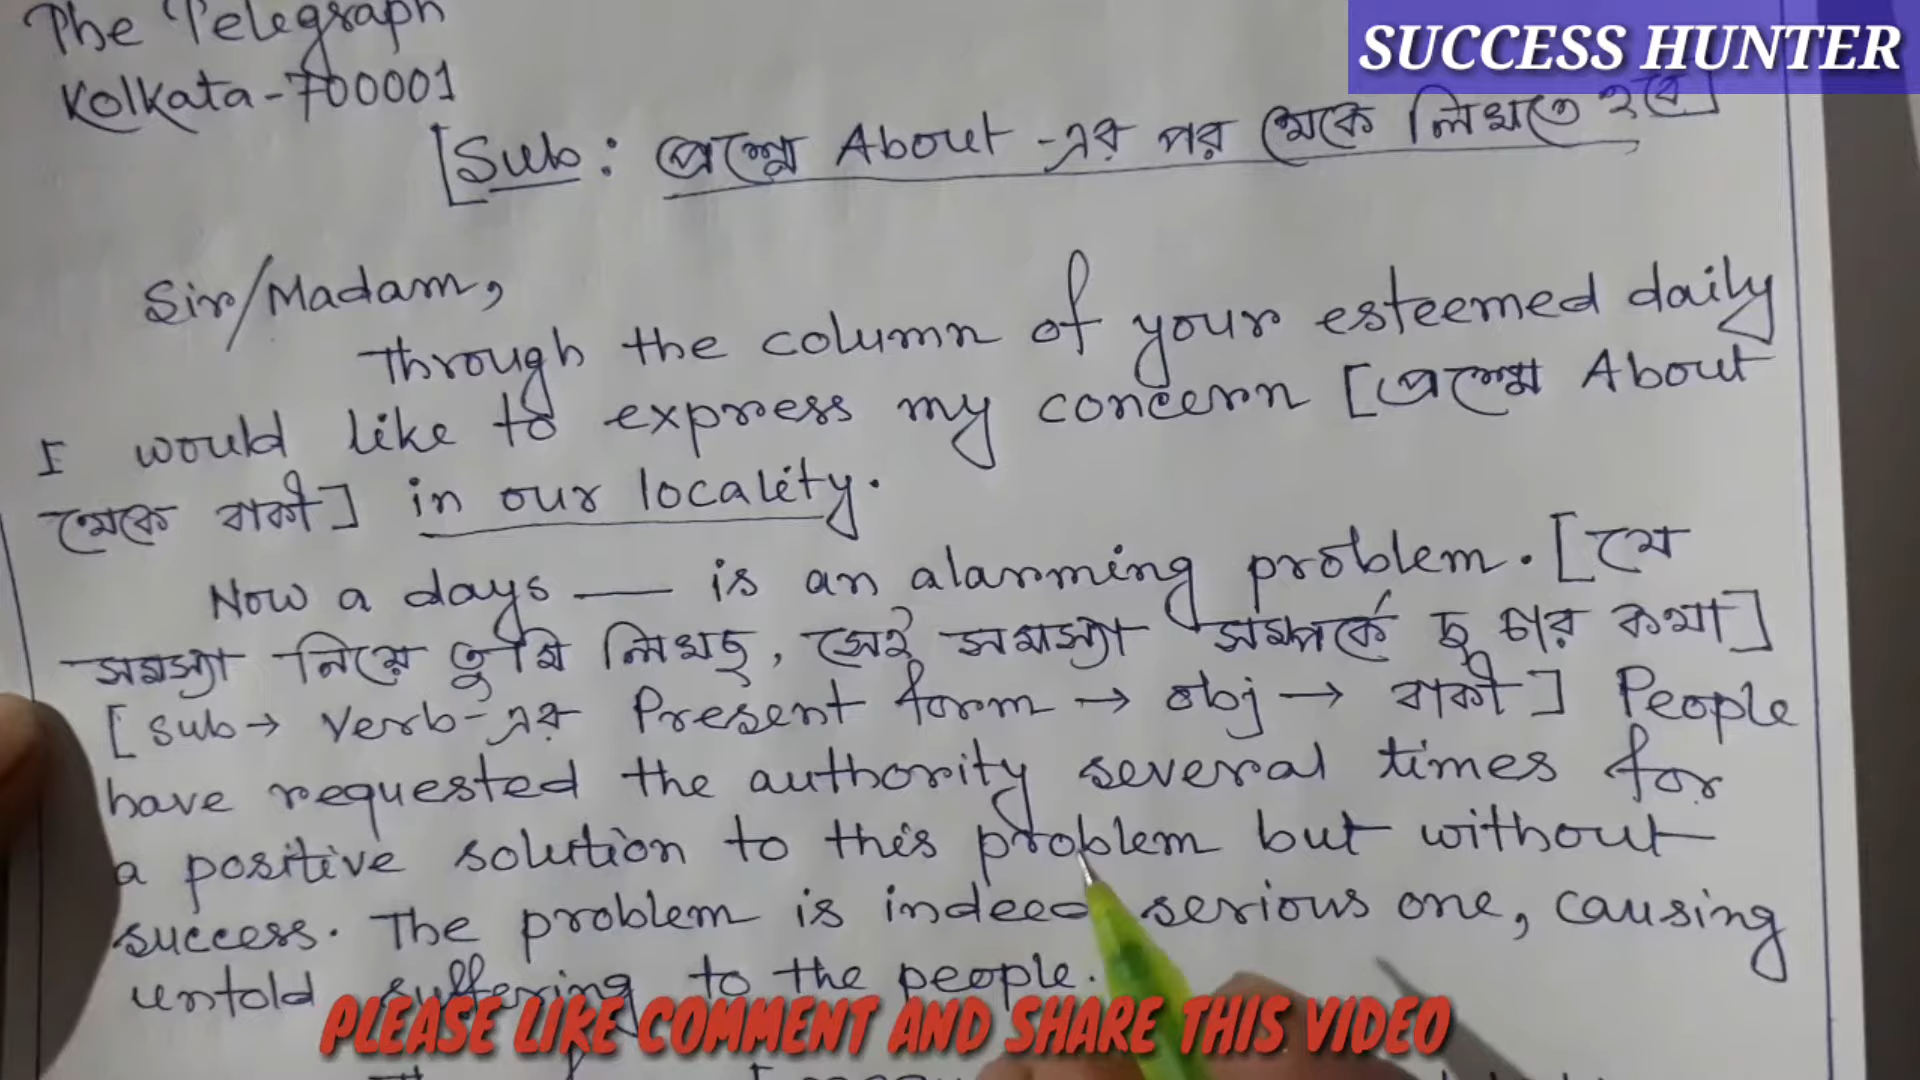 The Telegraph
SUCCESS HUNTER
Kolkata-700001
[Sub: প্রশ্নে About -এর পর থেকে লিখতে হবে]
Sir/Madam,
Through the column of your esteemed daily
I would like to express my concern [প্রশ্নে About
থেকে বাকী] in our locality.
Now a days — is an alarming problem. [যে
সমস্যা নিয়ে তুমি লিখছ, সেই সমস্যা সম্পর্কে দু চার কথা]
[Sub→ Verb-এর Present form → obj → বাকী] People
have requested the authority several times for
a positive solution to this problem but without
success. The problem is indeed serious one, causing
untold suffering to the people.
PLEASE LIKE COMMENT AND SHARE THIS VIDEO